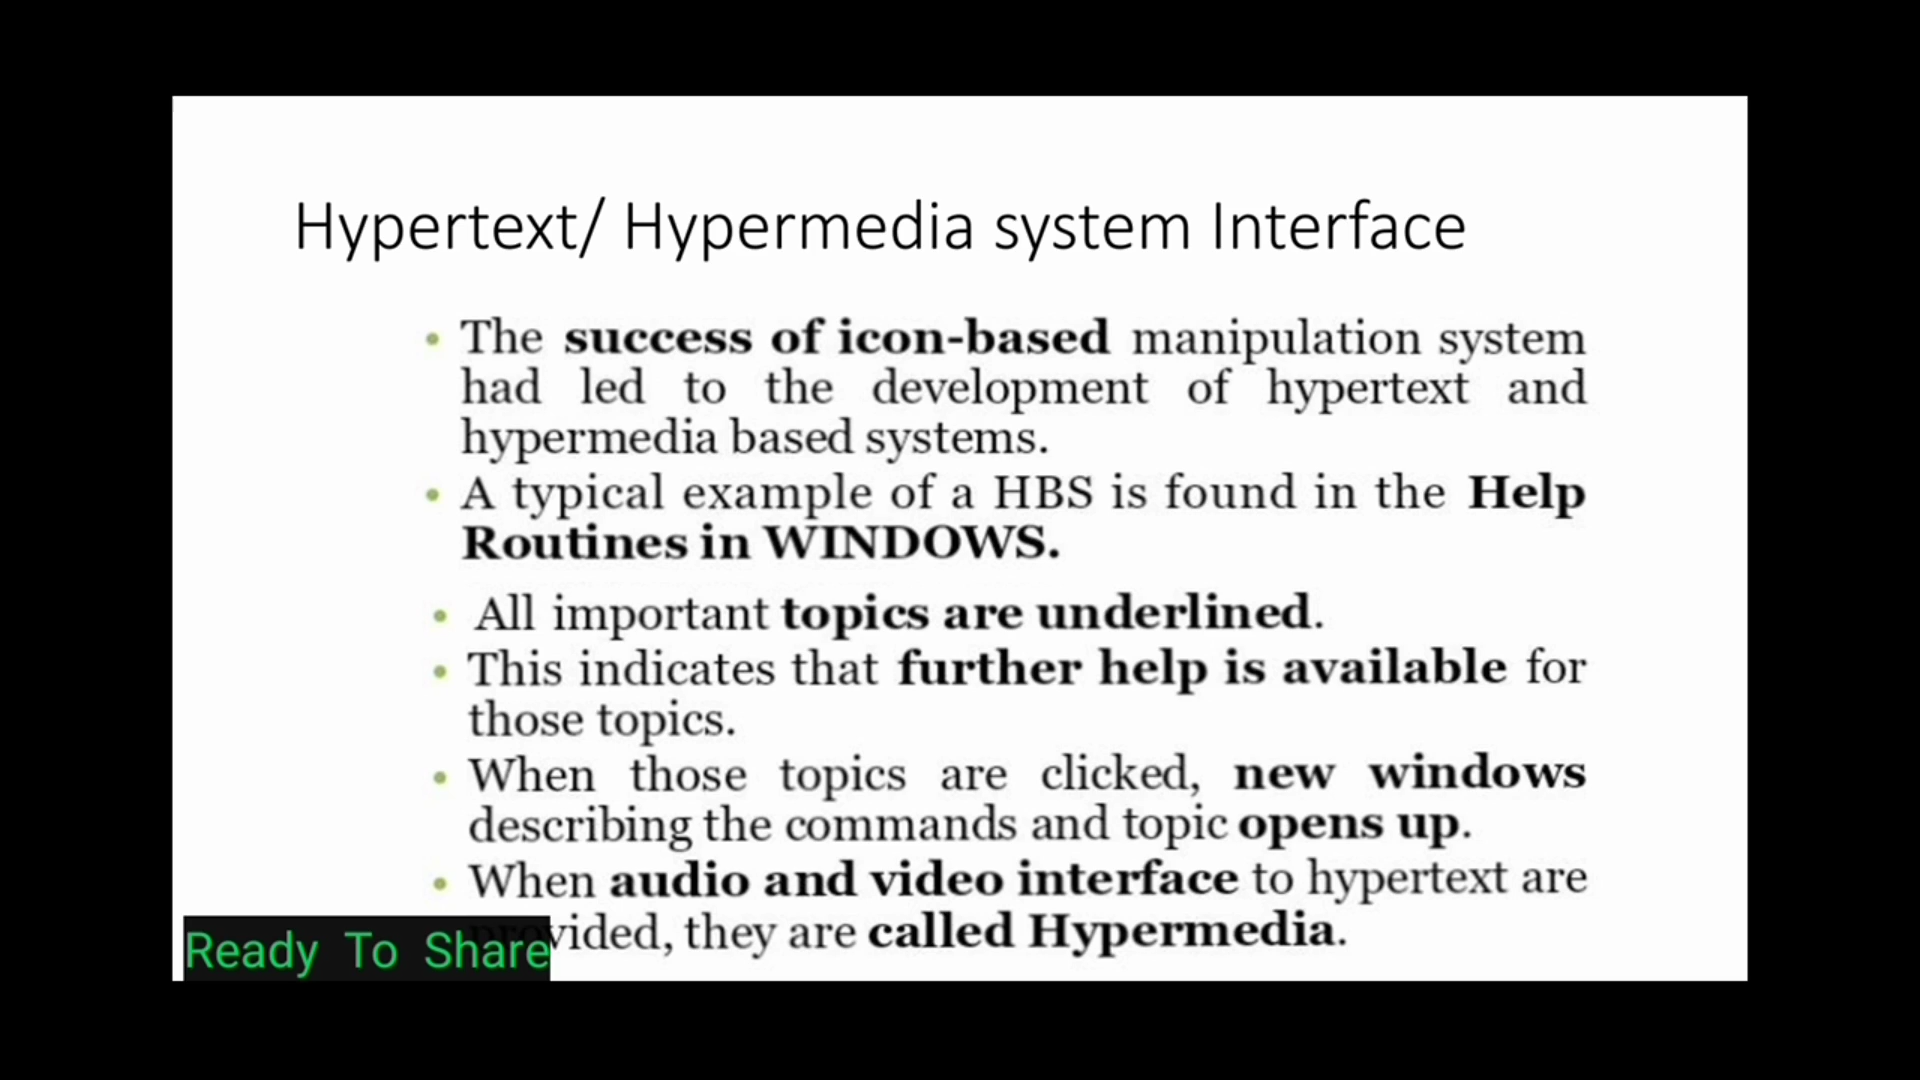 Hypertext/ Hypermedia system Interface
• The success of icon-based manipulation system
had led to the development of hypertext and
hypermedia based systems.
• A typical example of a HBS is found in the Help
Routines in WINDOWS.
• All important topics are underlined.
• This indicates that further help is available for
those topics.
• When those topics are clicked, new windows
describing the commands and topic opens up.
• When audio and video interface to hypertext are
provided, they are called Hypermedia.
Ready To Share